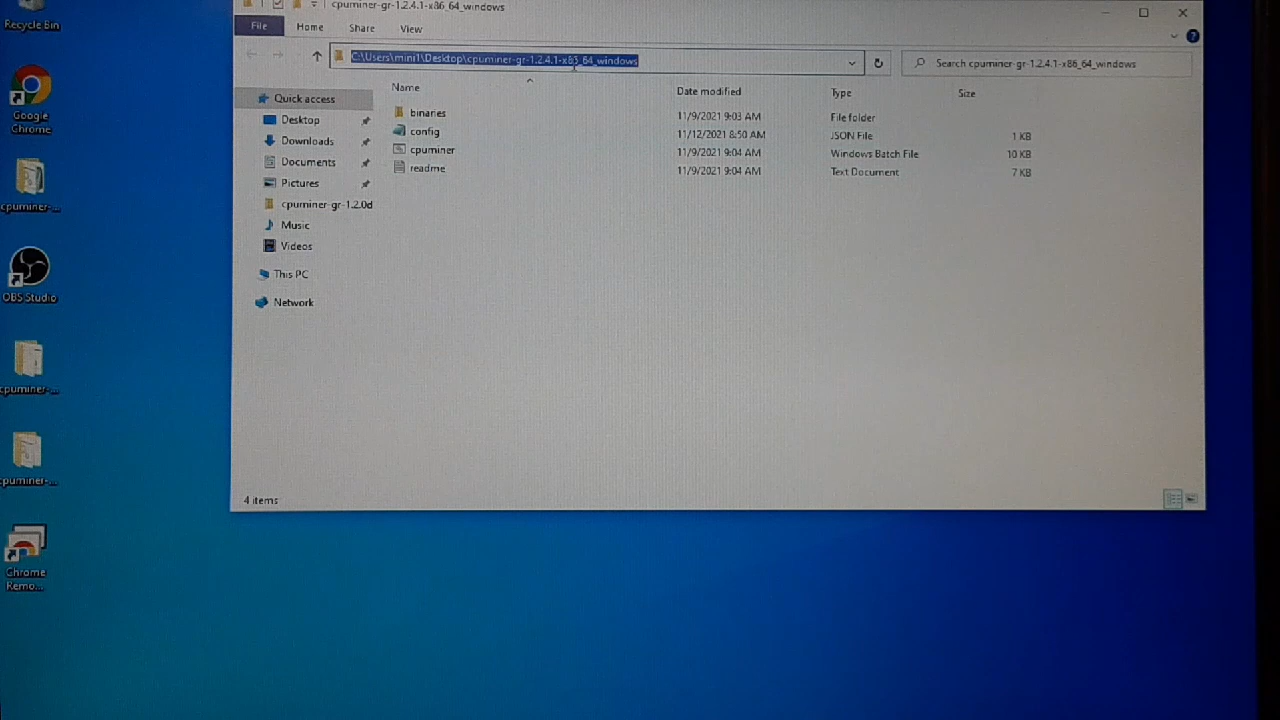 cpuminer-gr-1.2.4.1-x86_64_windows
File Home Share View
C:\Users\mini1\Desktop\cpuminer-gr-1.2.4.1-x86_64_windows
Search cpuminer-gr-1.2.4.1-x86_64_windows
Name Date modified Type Size
binaries 11/9/2021 9:03 AM File folder
config 11/12/2021 8:50 AM JSON File 1 KB
cpuminer 11/9/2021 9:04 AM Windows Batch File 10 KB
readme 11/9/2021 9:04 AM Text Document 7 KB
Quick access
Desktop
Downloads
Documents
Pictures
cpuminer-gr-1.2.0d
Music
Videos
This PC
Network
4 items
Recycle Bin
Google
Chrome
cpuminer-...
OBS Studio
cpuminer-...
cpuminer-...
Chrome
Remo...